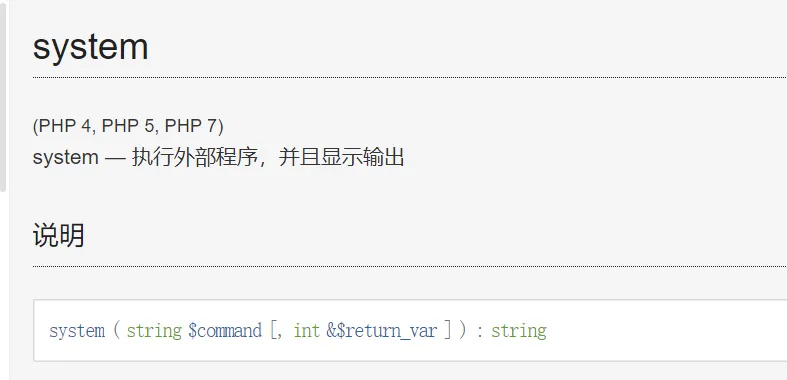 system
(PHP 4, PHP 5, PHP 7)
system — 执行外部程序，并且显示输出
说明
system ( string $command [, int &$return_var ] ) : string